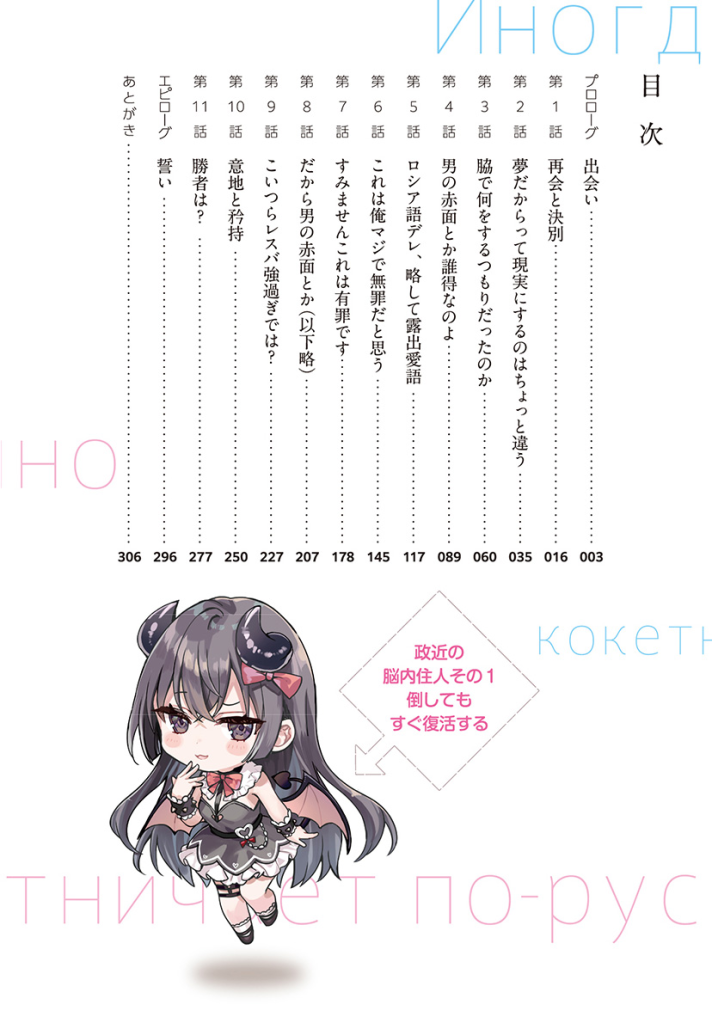 Иногд
目次
プロローグ 出会い 003
第1話 再会と決別 016
第2話 夢だからって現実にするのはちょっと違う 035
第3話 脇で何をするつもりだったのか 060
第4話 男の赤面とか誰得なのよ 089
第5話 ロシア語デレ、略して露出愛語 117
第6話 これは俺マジで無罪だと思う 145
第7話 すみませんこれは有罪です 178
第8話 だから男の赤面とか(以下略) 207
第9話 こいつらレスバ強過ぎでは? 227
第10話 意地と矜持 250
第11話 勝者は? 277
エピローグ 誓い 296
あとがき 306
но
кокетн
政近の
脳内住人その1
倒しても
すぐ復活する
тничает по-рус